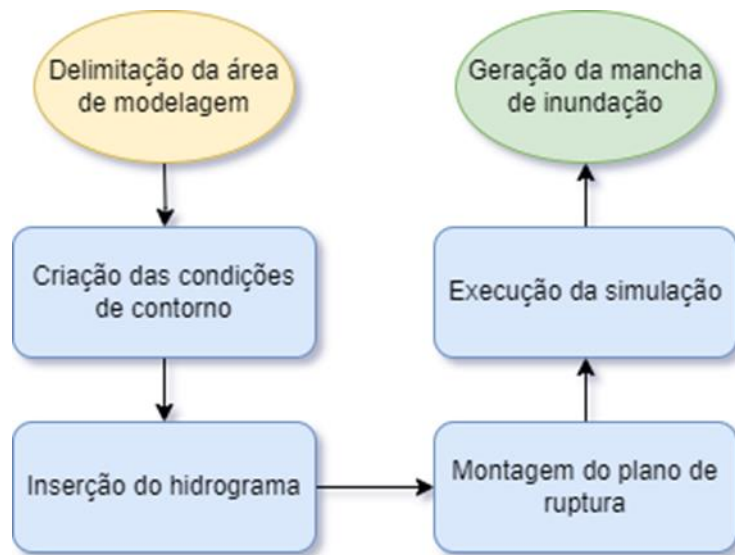 Delimitação da área
de modelagem
Criação das condições
de contorno
Inserção do hidrograma
Montagem do plano de
ruptura
Execução da simulação
Geração da mancha
de inundação